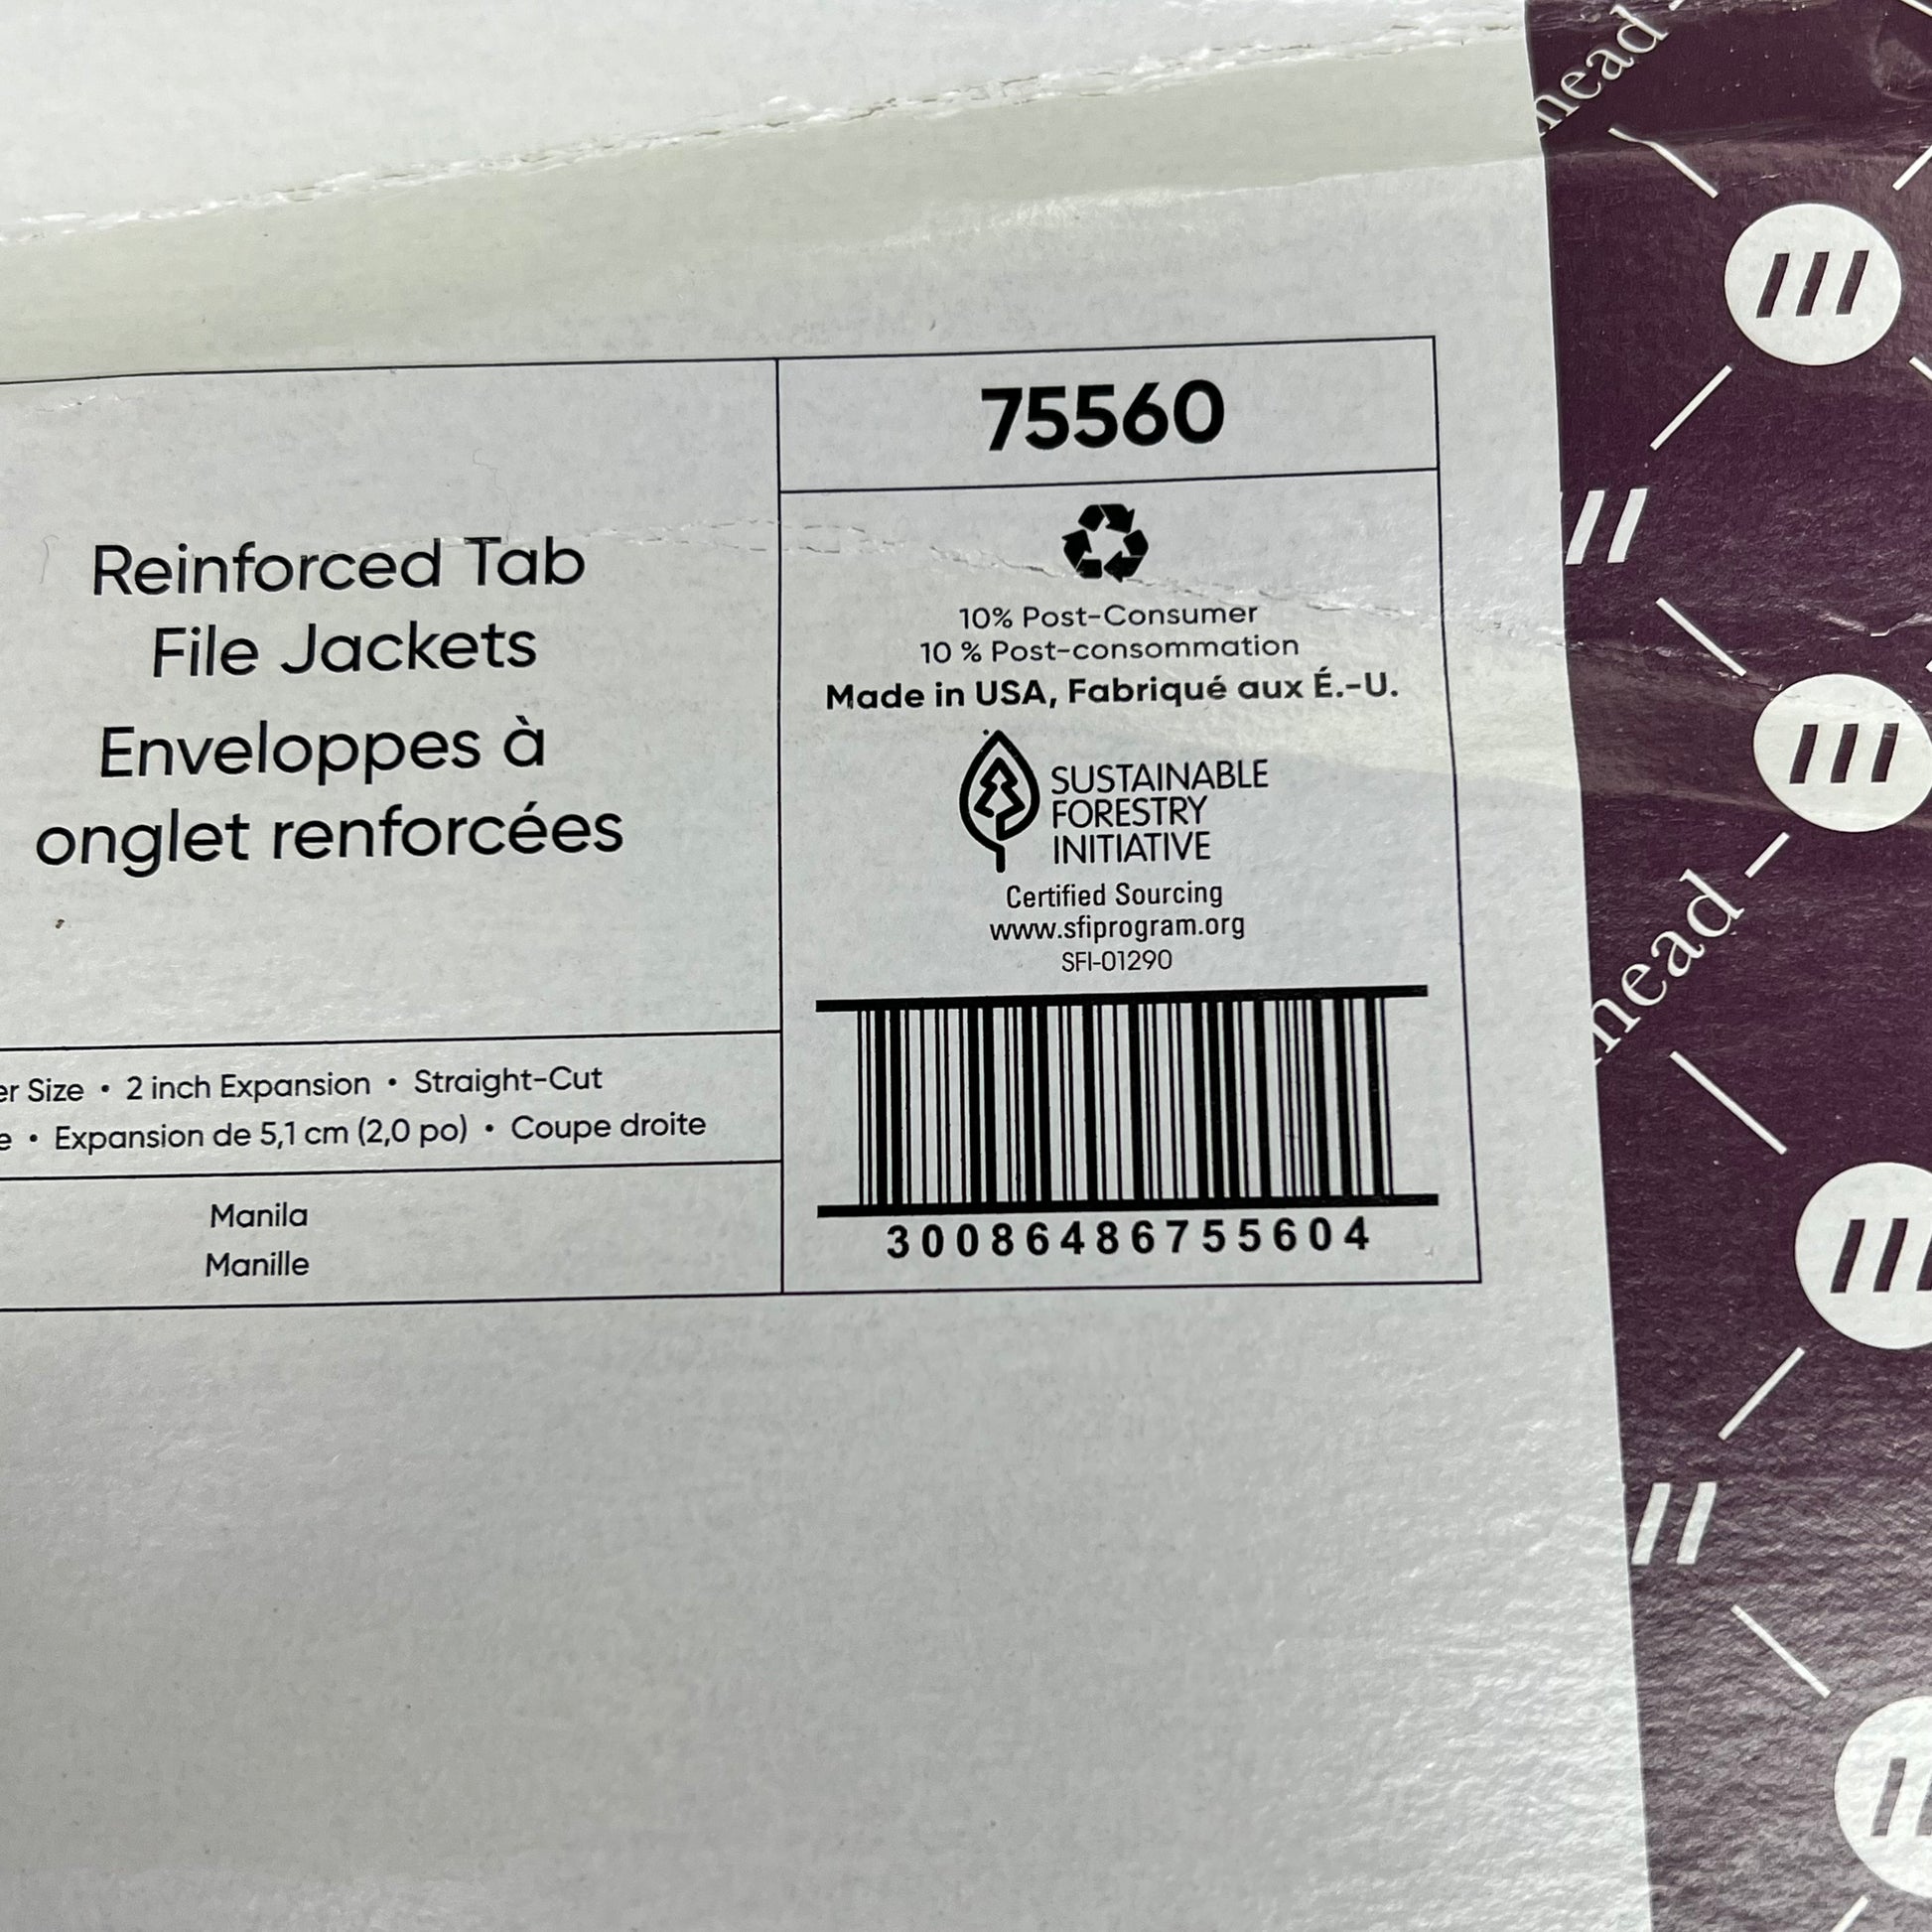 75560
Reinforced Tab
File Jackets
Enveloppes à
onglet renforcées
10% Post-Consumer
10 % Post-consommation
Made in USA, Fabriqué aux É.-U.
SUSTAINABLE
FORESTRY
INITIATIVE
Certified Sourcing
www.sfiprogram.org
SFI-01290
Size • 2 inch Expansion • Straight-Cut
• Expansion de 5,1 cm (2,0 po) • Coupe droite
Manila
Manille
30086486755604
mead
mead